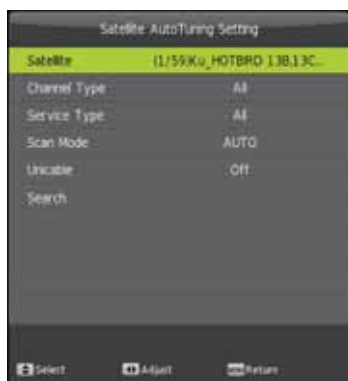 Satellite AutoTuning Setting
Satellite (1/59)Ku_HOTBIRD 13B,13C...
Channel Type All
Service Type All
Scan Mode AUTO
Unicable Off
Search
Select Adjust Return